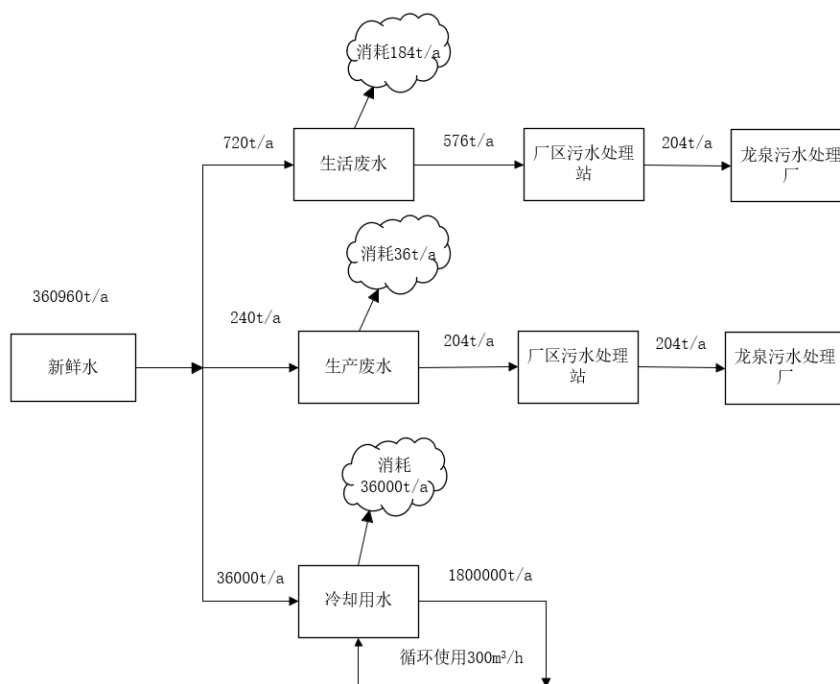 消耗184t/a
720t/a
生活废水
576t/a
厂区污水处理
站
204t/a
龙泉污水处理
厂
消耗36t/a
360960t/a
新鲜水
240t/a
生产废水
204t/a
厂区污水处理
站
204t/a
龙泉污水处理
厂
消耗
36000t/a
36000t/a
冷却用水
1800000t/a
循环使用300m³/h